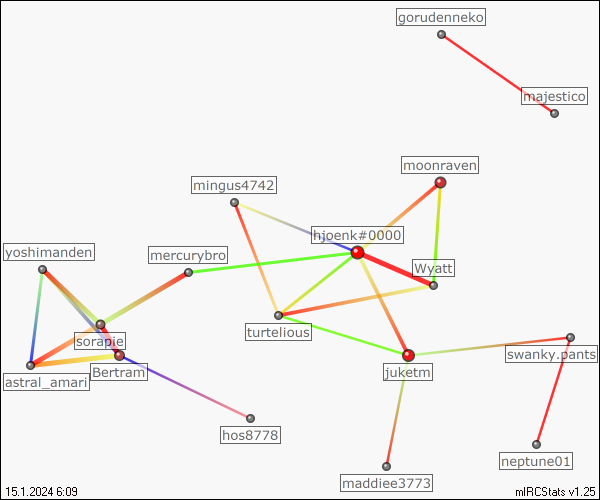 gorudenneko
majestico
moonraven
mingus4742
hjoenk#0000
yoshimanden
mercurybro
Wyatt
turtelious
sorapie
swanky.pants
Bertram
juketm
astral_amari
hos8778
neptune01
maddiee3773
15.1.2024 6:09
mIRCStats v1.25